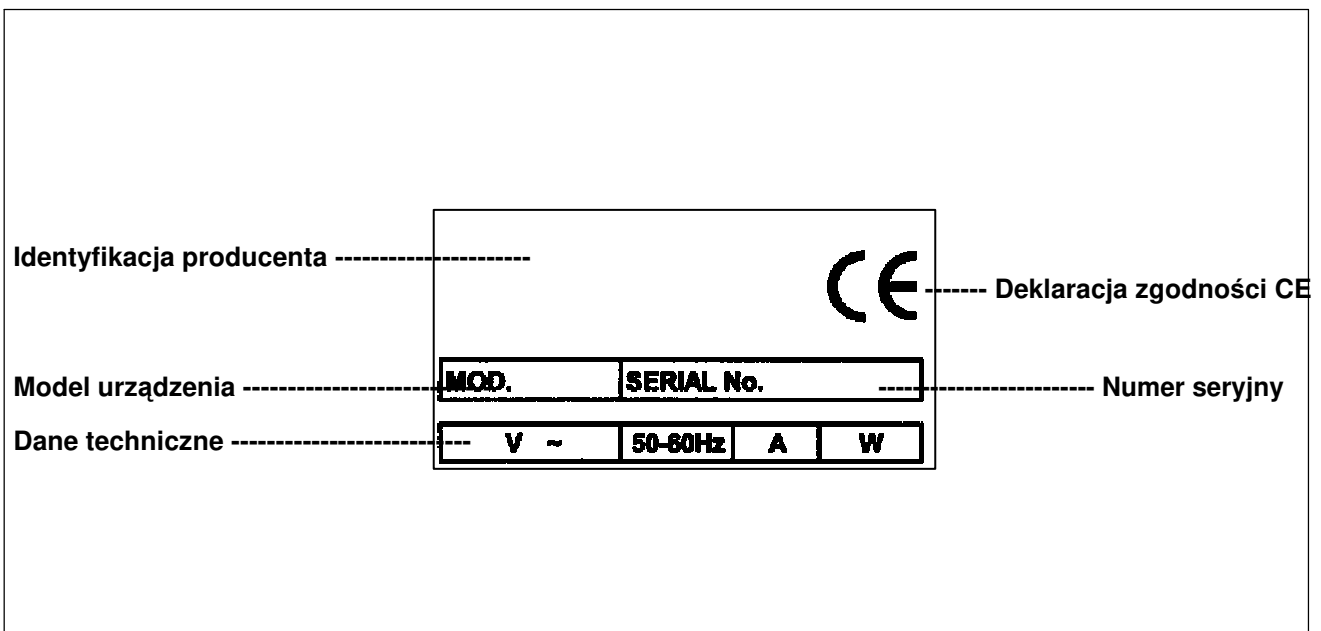 Identyfikacja producenta ----------------------
CE ------- Deklaracja zgodności CE
Model urządzenia ----------------------- MOD. SERIAL No. ------------------------ Numer seryjny
Dane techniczne --------------------------- V ~ 50-60Hz A W